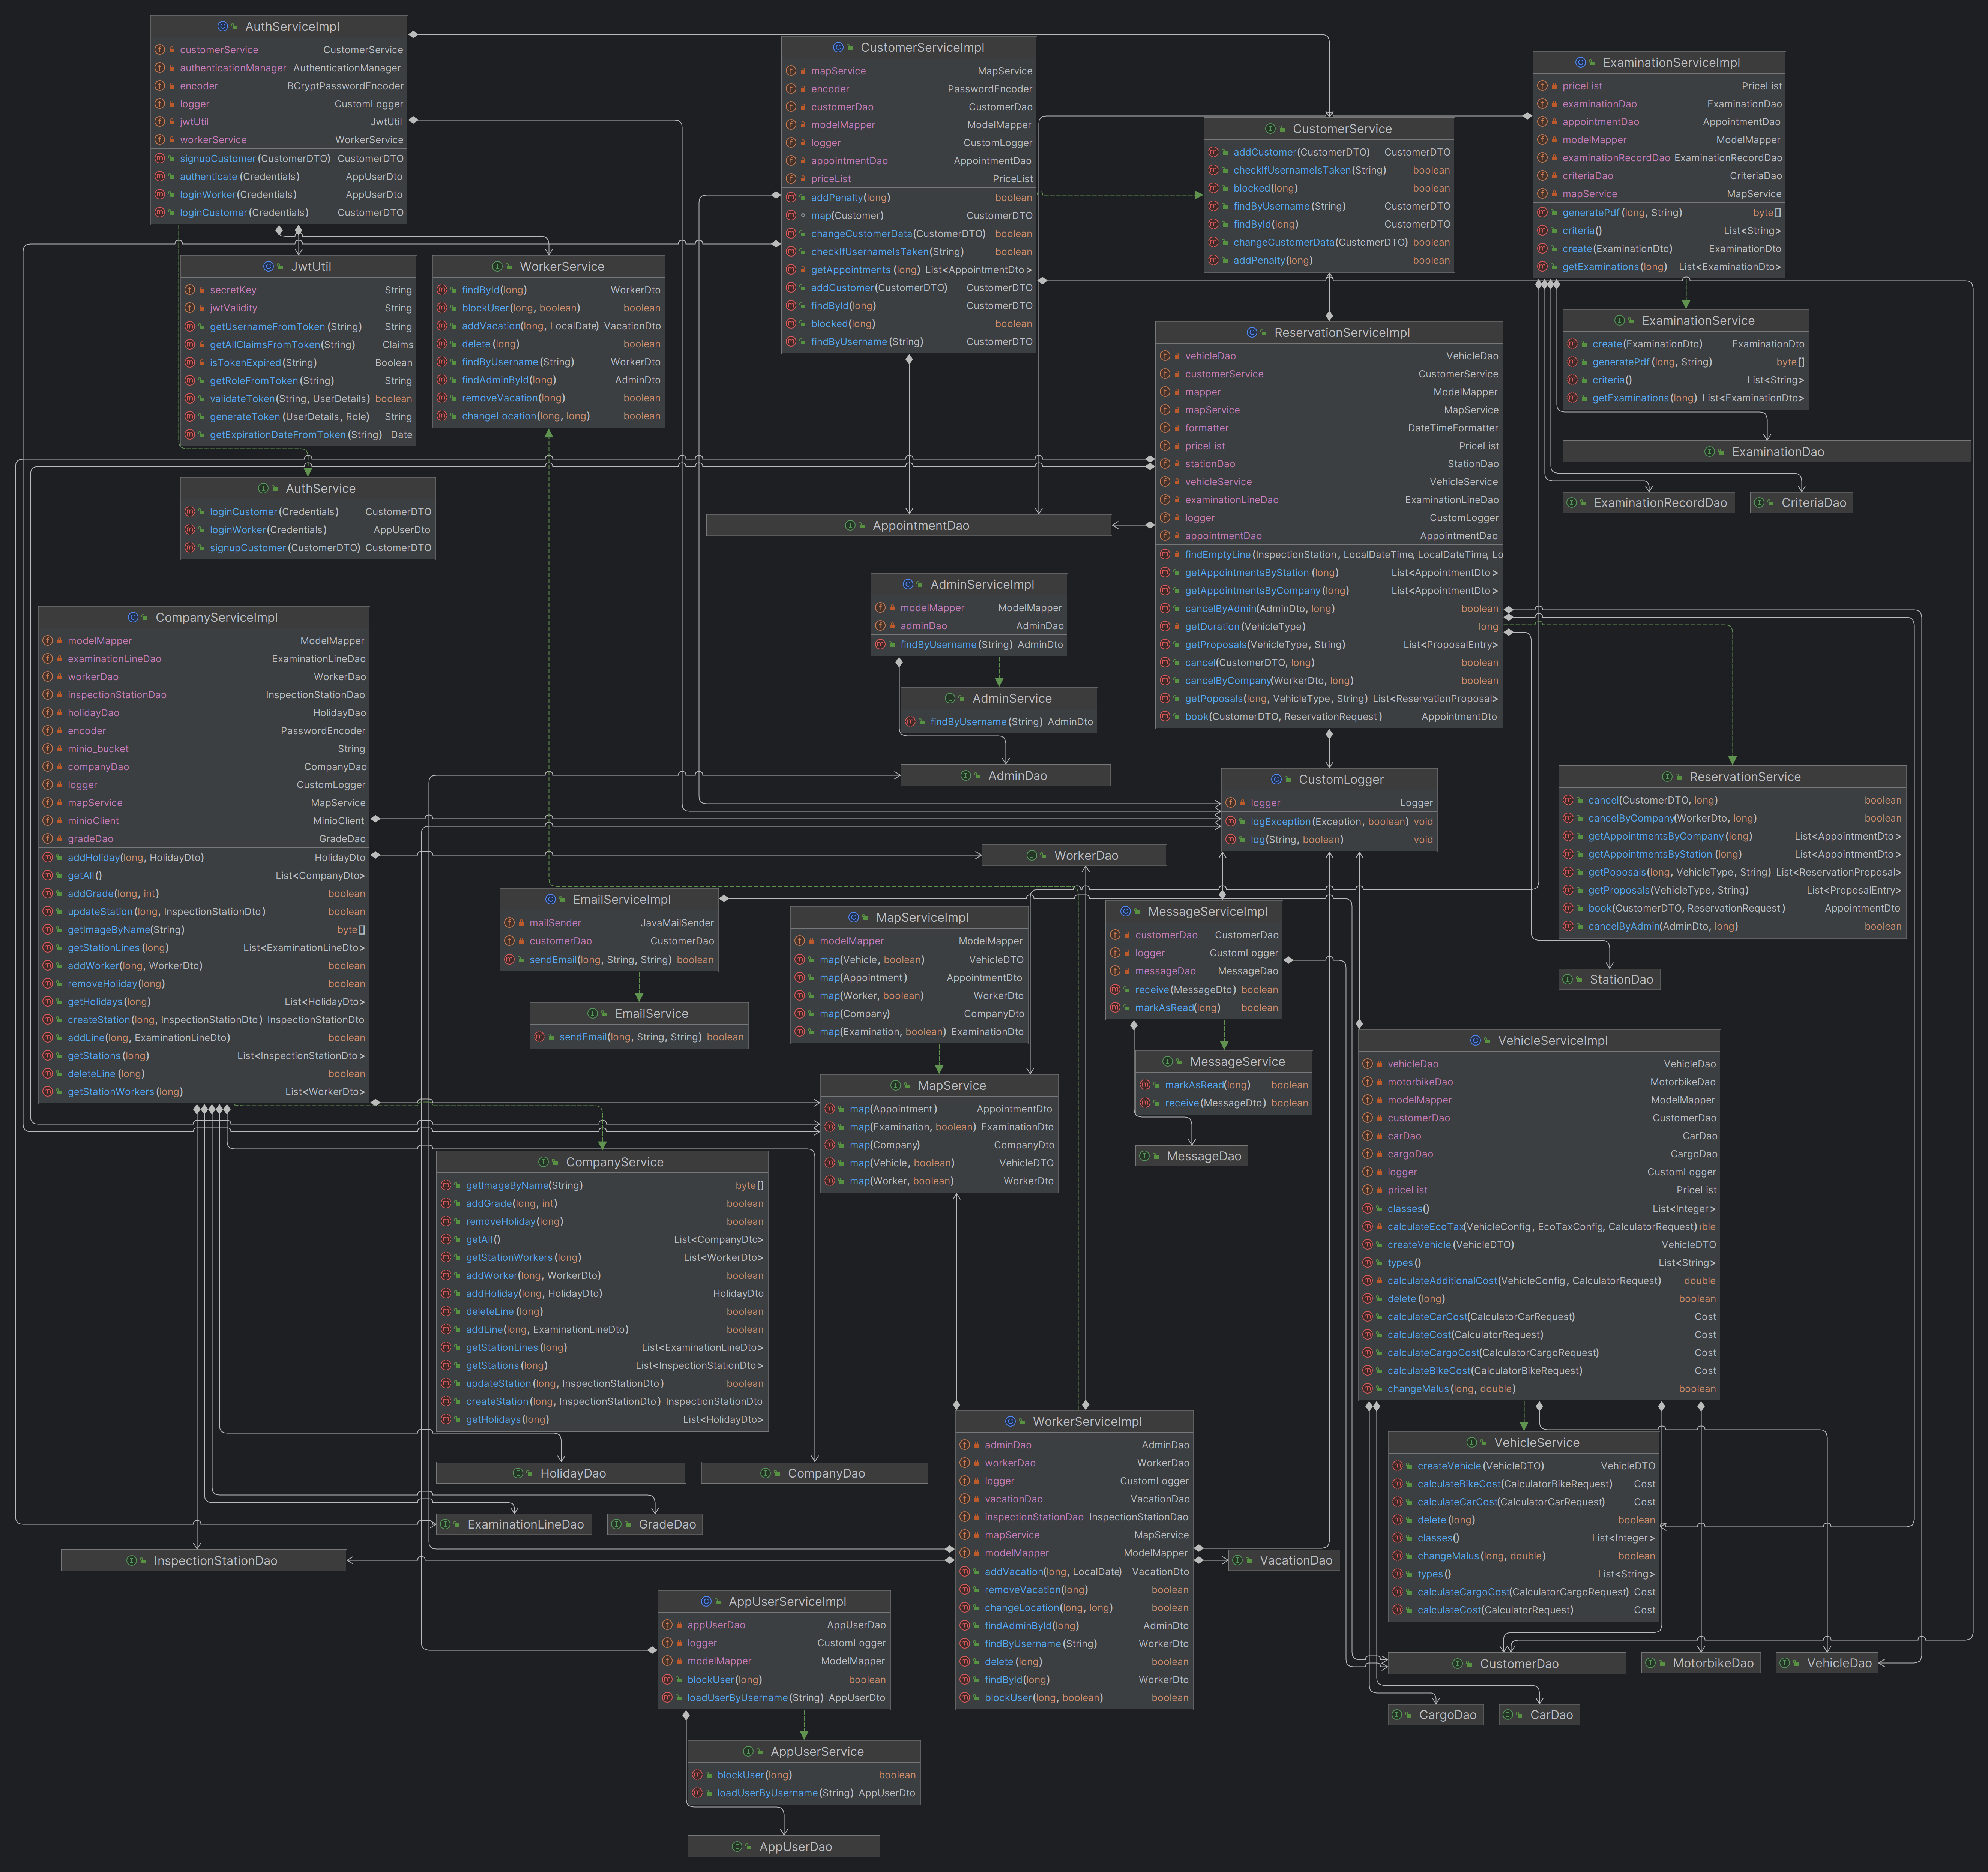 AuthServiceImpl
customerService CustomerService
authenticationManager AuthenticationManager
encoder BCryptPasswordEncoder
logger CustomLogger
jwtUtil JwtUtil
workerService WorkerService
signupCustomer(CustomerDTO) CustomerDTO
authenticate(Credentials) AppUserDto
loginWorker(Credentials) AppUserDto
loginCustomer(Credentials) CustomerDTO
CustomerServiceImpl
mapService MapService
encoder PasswordEncoder
customerDao CustomerDao
modelMapper ModelMapper
logger CustomLogger
appointmentDao AppointmentDao
priceList PriceList
addPenalty(long) boolean
map(Customer) CustomerDTO
changeCustomerData(CustomerDTO) boolean
checkIfUsernameIsTaken(String) boolean
getAppointments(long) List<AppointmentDto>
addCustomer(CustomerDTO) CustomerDTO
findById(long) CustomerDTO
blocked(long) boolean
findByUsername(String) CustomerDTO
ExaminationServiceImpl
priceList PriceList
examinationDao ExaminationDao
appointmentDao AppointmentDao
modelMapper ModelMapper
examinationRecordDao ExaminationRecordDao
criteriaDao CriteriaDao
mapService MapService
generatePdf(long, String) byte[]
criteria() List<String>
create(ExaminationDto) ExaminationDto
getExaminations(long) List<ExaminationDto>
CustomerService
addCustomer(CustomerDTO) CustomerDTO
checkIfUsernameIsTaken(String) boolean
blocked(long) boolean
findByUsername(String) CustomerDTO
findById(long) CustomerDTO
changeCustomerData(CustomerDTO) boolean
addPenalty(long) boolean
JwtUtil
secretKey String
jwtValidity String
getUsernameFromToken(String) String
getAllClaimsFromToken(String) Claims
isTokenExpired(String) Boolean
getRoleFromToken(String) String
validateToken(String, UserDetails) boolean
generateToken(UserDetails, Role) String
getExpirationDateFromToken(String) Date
WorkerService
findById(long) WorkerDto
blockUser(long, boolean) boolean
addVacation(long, LocalDate) VacationDto
delete(long) boolean
findByUsername(String) WorkerDto
findAdminById(long) AdminDto
removeVacation(long) boolean
changeLocation(long, long) boolean
ExaminationService
create(ExaminationDto) ExaminationDto
generatePdf(long, String) byte[]
criteria() List<String>
getExaminations(long) List<ExaminationDto>
ReservationServiceImpl
vehicleDao VehicleDao
customerService CustomerService
mapper ModelMapper
mapService MapService
formatter DateTimeFormatter
priceList PriceList
stationDao StationDao
vehicleService VehicleService
examinationLineDao ExaminationLineDao
logger CustomLogger
appointmentDao AppointmentDao
findEmptyLine(InspectionStation, LocalDateTime, LocalDateTime, Lo
getAppointmentsByStation(long) List<AppointmentDto>
getAppointmentsByCompany(long) List<AppointmentDto>
cancelByAdmin(AdminDto, long) boolean
getDuration(VehicleType) long
getProposals(VehicleType, String) List<ProposalEntry>
cancel(CustomerDTO, long) boolean
cancelByCompany(WorkerDto, long) boolean
getPoposals(long, VehicleType, String) List<ReservationProposal>
book(CustomerDTO, ReservationRequest) AppointmentDto
ExaminationDao
ExaminationRecordDao
CriteriaDao
AuthService
loginCustomer(Credentials) CustomerDTO
loginWorker(Credentials) AppUserDto
signupCustomer(CustomerDTO) CustomerDTO
AppointmentDao
AdminServiceImpl
modelMapper ModelMapper
adminDao AdminDao
findByUsername(String) AdminDto
AdminService
findByUsername(String) AdminDto
AdminDao
CompanyServiceImpl
modelMapper ModelMapper
examinationLineDao ExaminationLineDao
workerDao WorkerDao
inspectionStationDao InspectionStationDao
holidayDao HolidayDao
encoder PasswordEncoder
minio_bucket String
companyDao CompanyDao
logger CustomLogger
mapService MapService
minioClient MinioClient
gradeDao GradeDao
addHoliday(long, HolidayDto) HolidayDto
getAll() List<CompanyDto>
addGrade(long, int) boolean
updateStation(long, InspectionStationDto) boolean
getImageByName(String) byte[]
getStationLines(long) List<ExaminationLineDto>
addWorker(long, WorkerDto) boolean
removeHoliday(long) boolean
getHolidays(long) List<HolidayDto>
createStation(long, InspectionStationDto) InspectionStationDto
addLine(long, ExaminationLineDto) boolean
getStations(long) List<InspectionStationDto>
deleteLine(long) boolean
getStationWorkers(long) List<WorkerDto>
CustomLogger
logger Logger
logException(Exception, boolean) void
log(String, boolean) void
ReservationService
cancel(CustomerDTO, long) boolean
cancelByCompany(WorkerDto, long) boolean
getAppointmentsByCompany(long) List<AppointmentDto>
getAppointmentsByStation(long) List<AppointmentDto>
getPoposals(long, VehicleType, String) List<ReservationProposal>
getProposals(VehicleType, String) List<ProposalEntry>
book(CustomerDTO, ReservationRequest) AppointmentDto
cancelByAdmin(AdminDto, long) boolean
WorkerDao
EmailServiceImpl
mailSender JavaMailSender
customerDao CustomerDao
sendEmail(long, String, String) boolean
MapServiceImpl
modelMapper ModelMapper
map(Vehicle, boolean) VehicleDTO
map(Appointment) AppointmentDto
map(Worker, boolean) WorkerDto
map(Company) CompanyDto
map(Examination, boolean) ExaminationDto
MessageServiceImpl
customerDao CustomerDao
logger CustomLogger
messageDao MessageDao
receive(MessageDto) boolean
markAsRead(long) boolean
StationDao
EmailService
sendEmail(long, String, String) boolean
VehicleServiceImpl
vehicleDao VehicleDao
motorbikeDao MotorbikeDao
modelMapper ModelMapper
customerDao CustomerDao
carDao CarDao
cargoDao CargoDao
logger CustomLogger
priceList PriceList
classes() List<Integer>
calculateEcoTax(VehicleConfig, EcoTaxConfig, CalculatorRequest) ible
createVehicle(VehicleDTO) VehicleDTO
types() List<String>
calculateAdditionalCost(VehicleConfig, CalculatorRequest) double
delete(long) boolean
calculateCarCost(CalculatorCarRequest) Cost
calculateCost(CalculatorRequest) Cost
calculateCargoCost(CalculatorCargoRequest) Cost
calculateBikeCost(CalculatorBikeRequest) Cost
changeMalus(long, double) boolean
MessageService
markAsRead(long) boolean
receive(MessageDto) boolean
MessageDao
MapService
map(Appointment) AppointmentDto
map(Examination, boolean) ExaminationDto
map(Company) CompanyDto
map(Vehicle, boolean) VehicleDTO
map(Worker, boolean) WorkerDto
CompanyService
getImageByName(String) byte[]
addGrade(long, int) boolean
removeHoliday(long) boolean
getAll() List<CompanyDto>
getStationWorkers(long) List<WorkerDto>
addWorker(long, WorkerDto) boolean
addHoliday(long, HolidayDto) HolidayDto
deleteLine(long) boolean
addLine(long, ExaminationLineDto) boolean
getStationLines(long) List<ExaminationLineDto>
getStations(long) List<InspectionStationDto>
updateStation(long, InspectionStationDto) boolean
createStation(long, InspectionStationDto) InspectionStationDto
getHolidays(long) List<HolidayDto>
HolidayDao
CompanyDao
ExaminationLineDao
GradeDao
InspectionStationDao
WorkerServiceImpl
adminDao AdminDao
workerDao WorkerDao
logger CustomLogger
vacationDao VacationDao
inspectionStationDao InspectionStationDao
mapService MapService
modelMapper ModelMapper
addVacation(long, LocalDate) VacationDto
removeVacation(long) boolean
changeLocation(long, long) boolean
findAdminById(long) AdminDto
findByUsername(String) WorkerDto
delete(long) boolean
findById(long) WorkerDto
blockUser(long, boolean) boolean
VacationDao
VehicleService
createVehicle(VehicleDTO) VehicleDTO
calculateBikeCost(CalculatorBikeRequest) Cost
calculateCarCost(CalculatorCarRequest) Cost
delete(long) boolean
classes() List<Integer>
changeMalus(long, double) boolean
types() List<String>
calculateCargoCost(CalculatorCargoRequest) Cost
calculateCost(CalculatorRequest) Cost
CustomerDao
MotorbikeDao
VehicleDao
CargoDao
CarDao
AppUserServiceImpl
appUserDao AppUserDao
logger CustomLogger
modelMapper ModelMapper
blockUser(long) boolean
loadUserByUsername(String) AppUserDto
AppUserService
blockUser(long) boolean
loadUserByUsername(String) AppUserDto
AppUserDao